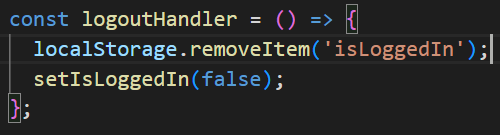 const logoutHandler = () => {
  localStorage.removeItem('isLoggedIn');
  setIsLoggedIn(false);
};